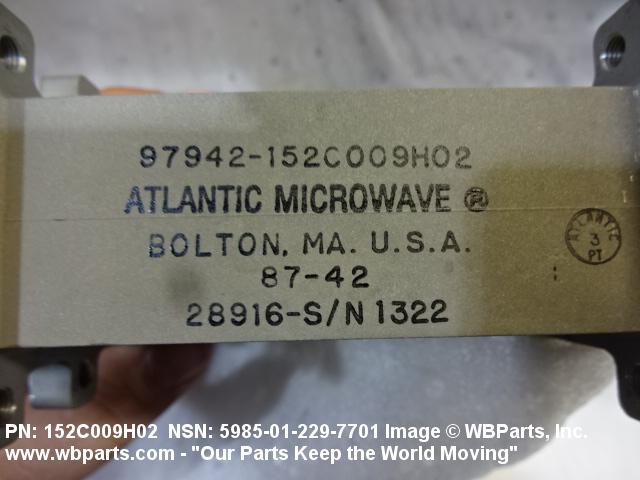 97942-152C009H02
ATLANTIC MICROWAVE ®
BOLTON, MA. U.S.A.
ATLANTIC
3
PT
87-42
28916-S/N 1322
PN: 152C009H02 NSN: 5985-01-229-7701 Image © WBParts, Inc.
www.wbparts.com - "Our Parts Keep the World Moving"